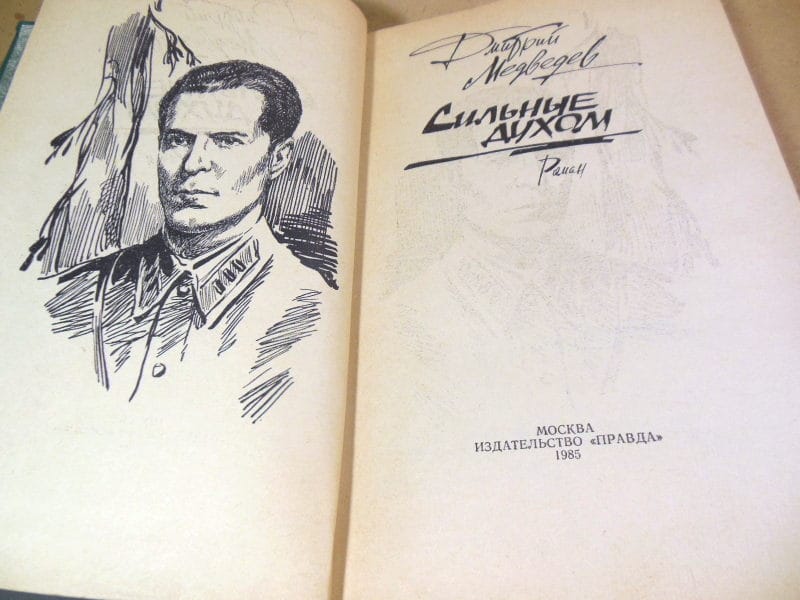 Дмитрий
Медведев
Сильные
духом
Роман
МОСКВА
ИЗДАТЕЛЬСТВО «ПРАВДА»
1985